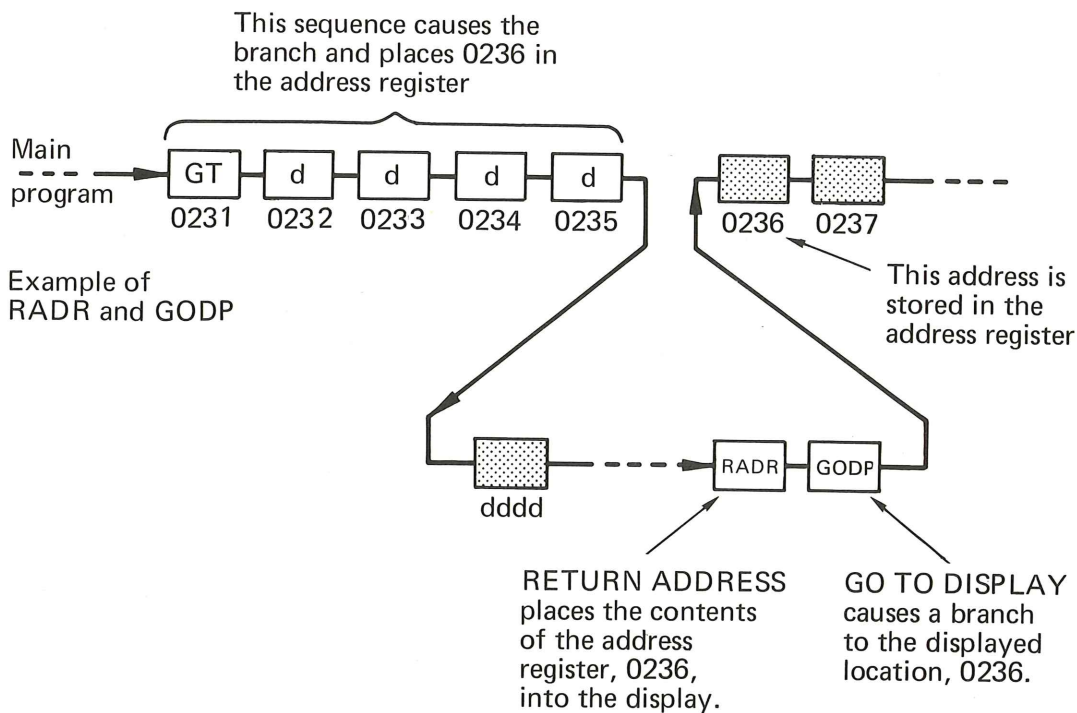 This sequence causes the
branch and places 0236 in
the address register
Main
program
GT d d d d
0231 0232 0233 0234 0235
0236 0237
Example of
RADR and GODP
This address is
stored in the
address register
dddd
RADR GODP
RETURN ADDRESS
places the contents
of the address
register, 0236,
into the display.
GO TO DISPLAY
causes a branch
to the displayed
location, 0236.